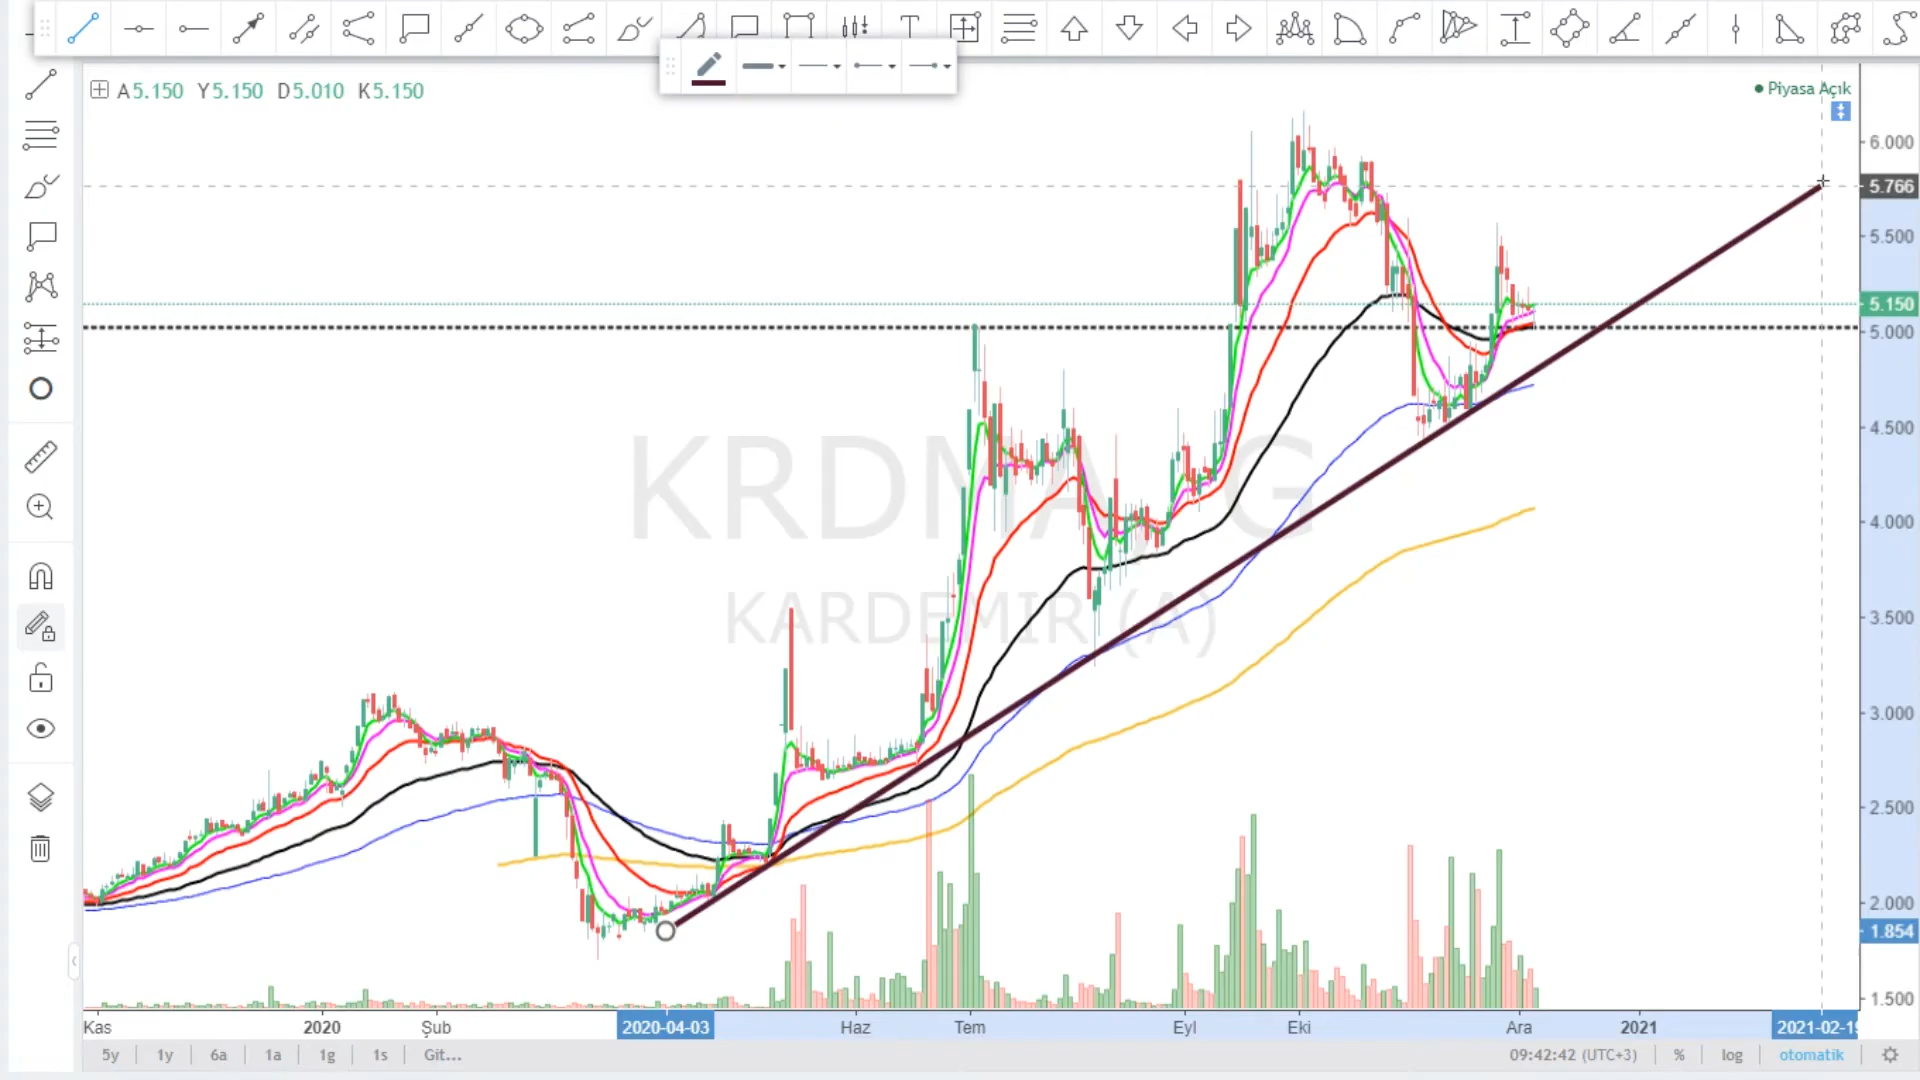 A5.150 Y5.150 D5.010 K5.150
Piyasa Açık
6.000
5.766
5.500
5.150
5.000
4.500
4.000
3.500
3.000
2.500
2.000
1.854
1.500
KRDMA, G
KARDEMIR (A)
Kas 2020 Şub 2020-04-03 Haz Tem Eyl Eki Ara 2021 2021-02-19
5y 1y 6a 1a 1g 1s Git... 09:42:42 (UTC+3) % log otomatik